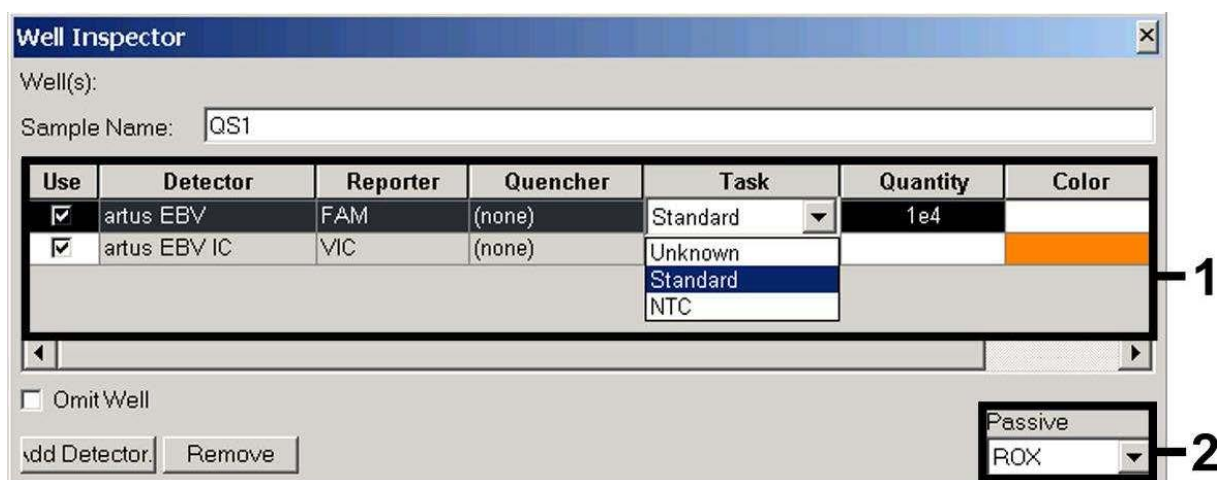 Well Inspector
Well(s):
Sample Name: QS1
Use Detector Reporter Quencher Task Quantity Color
artus EBV FAM (none) Standard 1e4
artus EBV IC VIC (none)
Unknown
Standard
NTC
1
Omit Well
Passive
dd Detector. Remove ROX
2